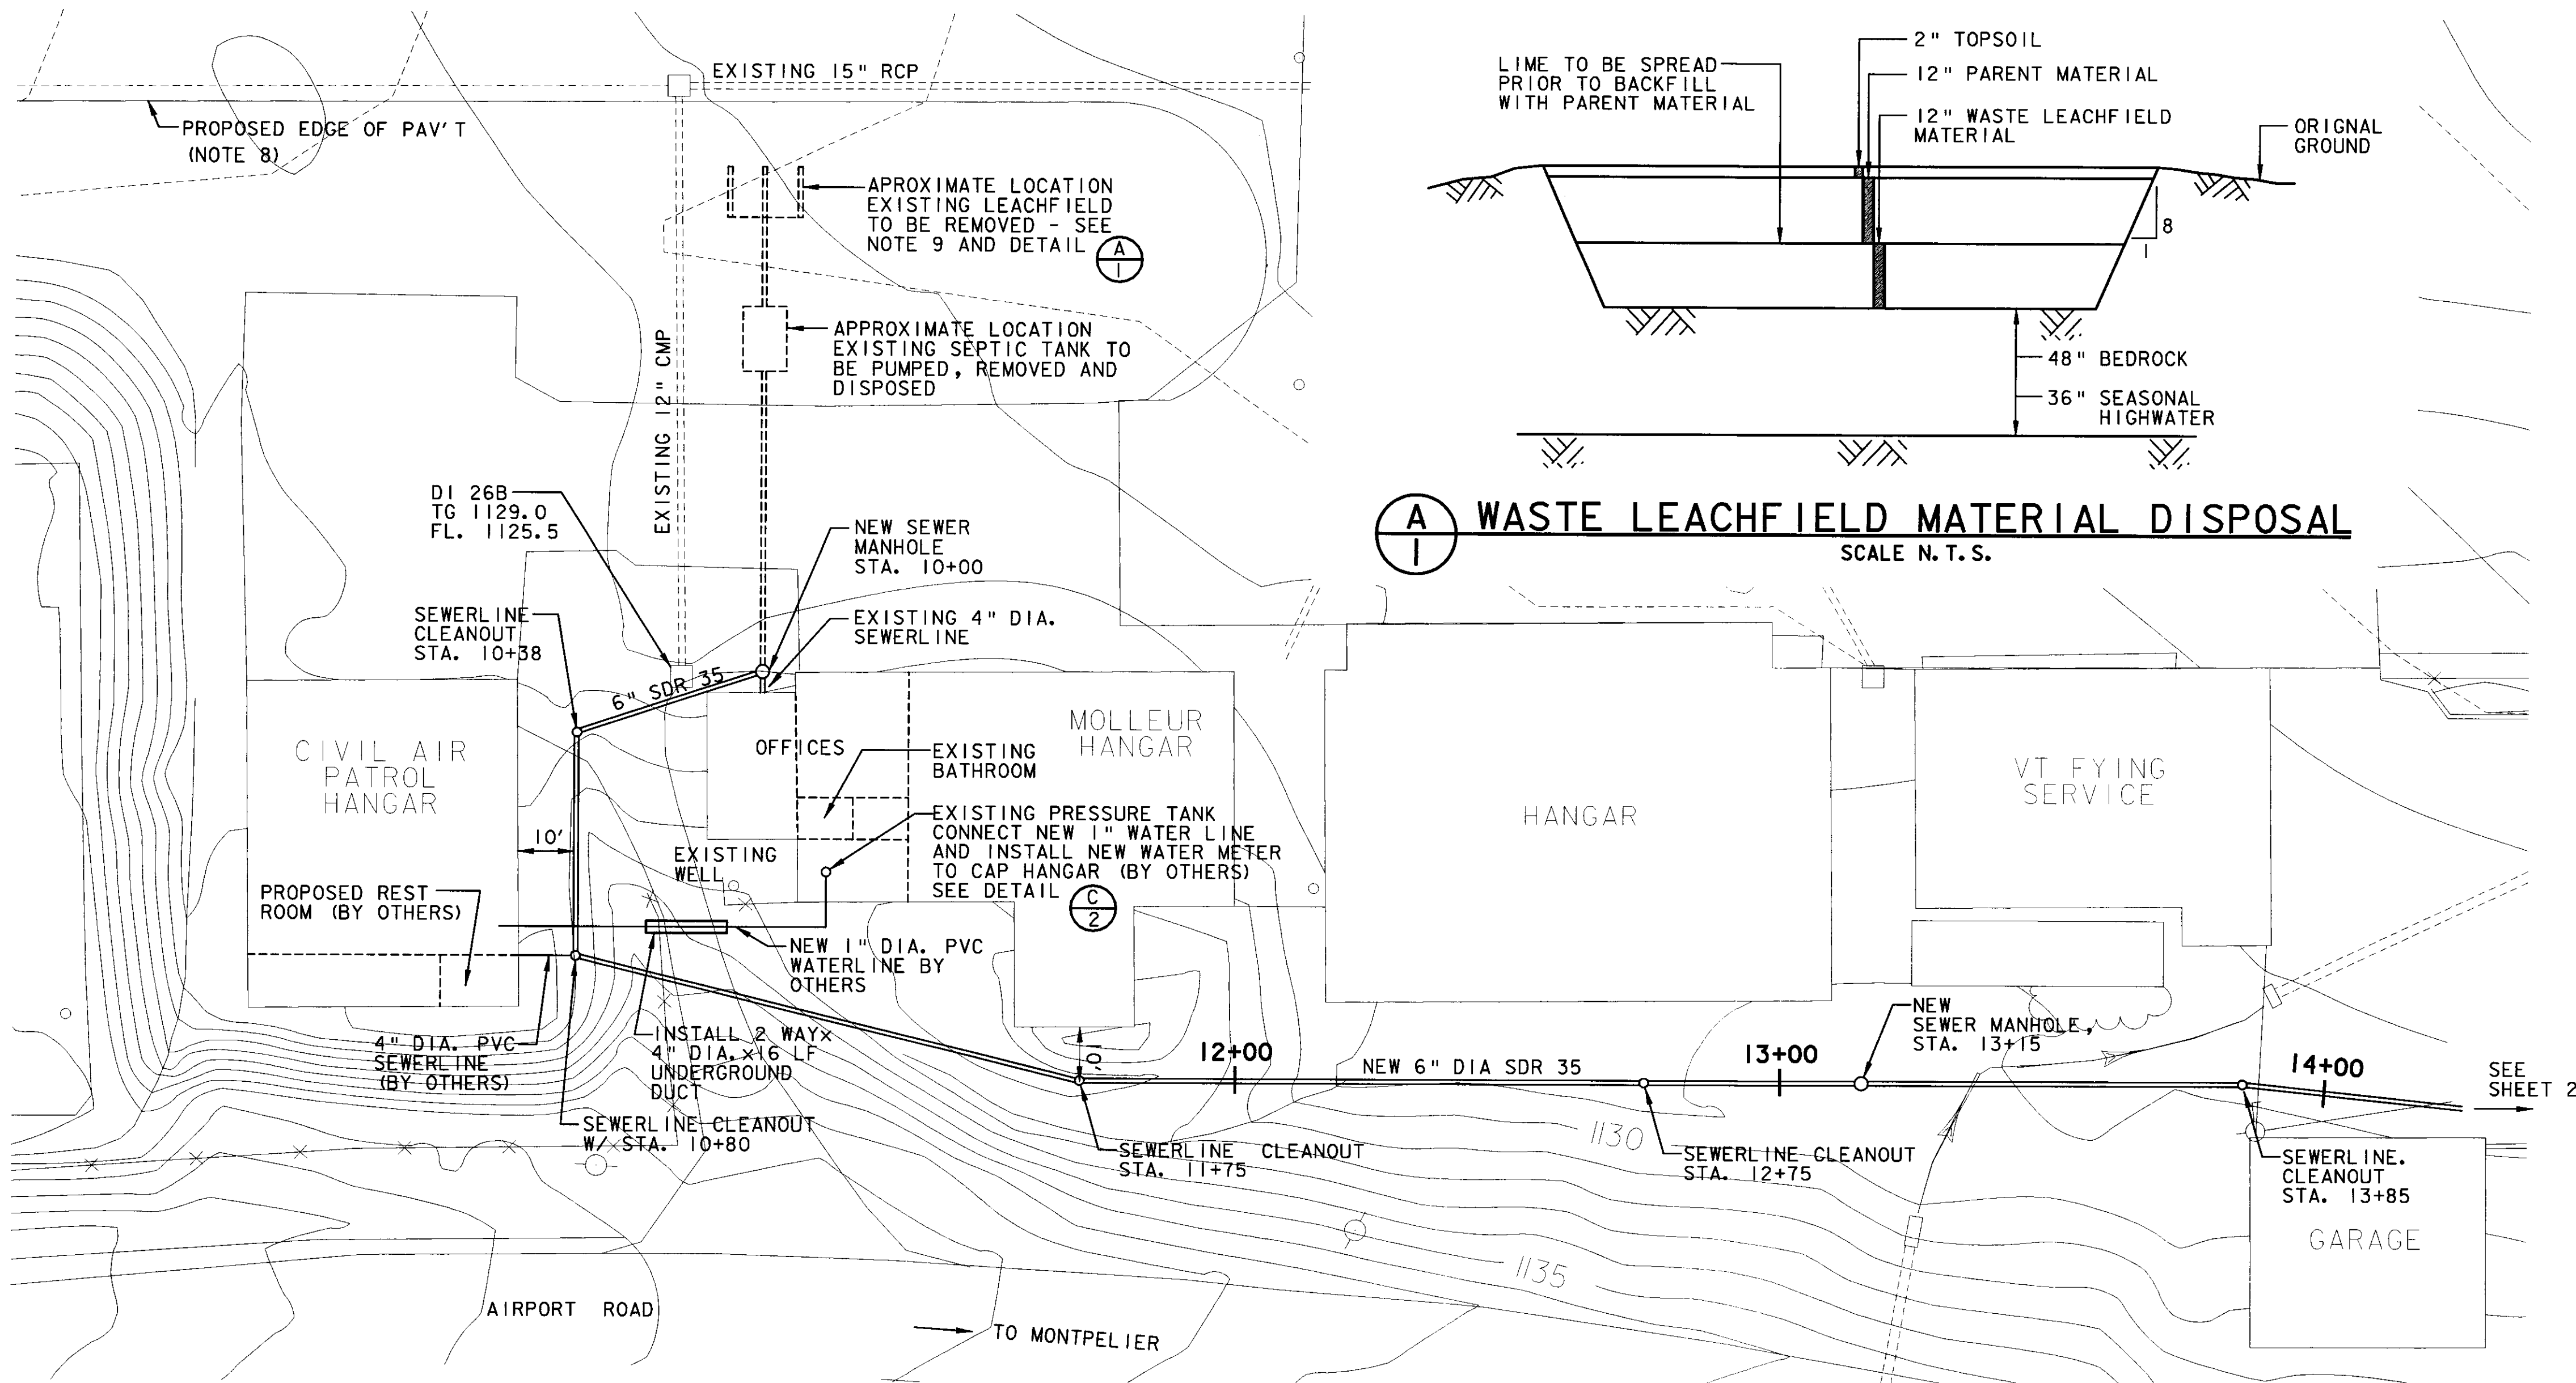 EXISTING 15" RCP
PROPOSED EDGE OF PAV'T
(NOTE 8)
APROXIMATE LOCATION
EXISTING LEACHFIELD
TO BE REMOVED - SEE
NOTE 9 AND DETAIL
A
1
APPROXIMATE LOCATION
EXISTING SEPTIC TANK TO
BE PUMPED, REMOVED AND
DISPOSED
EXISTING 12" CMP
LIME TO BE SPREAD
PRIOR TO BACKFILL
WITH PARENT MATERIAL
2" TOPSOIL
12" PARENT MATERIAL
12" WASTE LEACHFIELD
MATERIAL
ORIGNAL
GROUND
8
1
48" BEDROCK
36" SEASONAL
HIGHWATER
A
1
WASTE LEACHFIELD MATERIAL DISPOSAL
SCALE N.T.S.
DI 26B
TG 1129.0
FL. 1125.5
NEW SEWER
MANHOLE
STA. 10+00
SEWERLINE
CLEANOUT
STA. 10+38
EXISTING 4" DIA.
SEWERLINE
6" SDR 35
CIVIL AIR
PATROL
HANGAR
OFFICES
MOLLEUR
HANGAR
EXISTING
BATHROOM
EXISTING PRESSURE TANK
CONNECT NEW 1" WATER LINE
AND INSTALL NEW WATER METER
TO CAP HANGAR (BY OTHERS)
SEE DETAIL
C
2
HANGAR
VT FYING
SERVICE
10'
EXISTING
WELL
PROPOSED REST
ROOM (BY OTHERS)
NEW 1" DIA. PVC
WATERLINE BY
OTHERS
4" DIA. PVC
SEWERLINE
(BY OTHERS)
INSTALL 2 WAY
4" DIA.x16 LF
UNDERGROUND
DUCT
SEWERLINE CLEANOUT
W/ STA. 10+80
10'
12+00
NEW 6" DIA SDR 35
13+00
NEW
SEWER MANHOLE,
STA. 13+15
14+00
SEE
SHEET 2
SEWERLINE CLEANOUT
STA. 11+75
1130
SEWERLINE CLEANOUT
STA. 12+75
SEWERLINE.
CLEANOUT
STA. 13+85
GARAGE
1135
AIRPORT ROAD
TO MONTPELIER